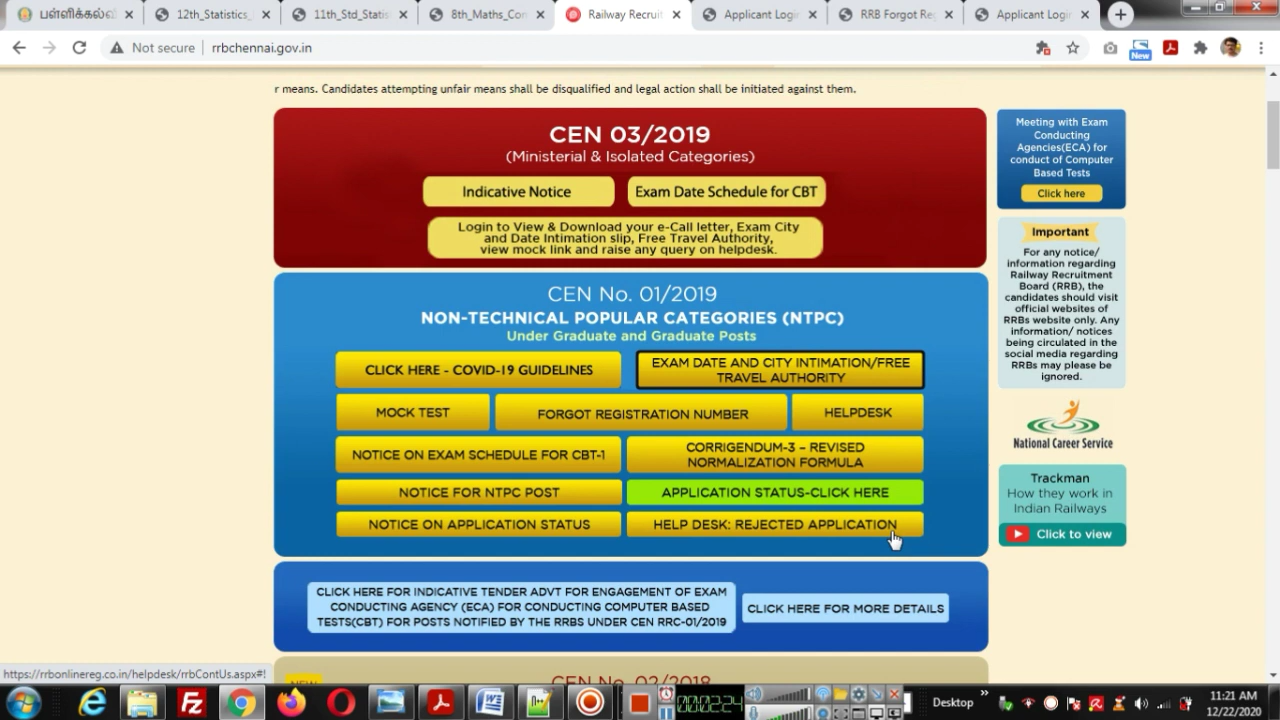 பள்ளிக்கல்வி
12th_Statistics_
11th_Std_Statis
8th_Maths_Con
Railway Recruit
Applicant Login
RRB Forgot Re
Applicant Login
Not secure
rrbchennai.gov.in
New
r means. Candidates attempting unfair means shall be disqualified and legal action shall be initiated against them.
CEN 03/2019
(Ministerial & Isolated Categories)
Indicative Notice
Exam Date Schedule for CBT
Login to View & Download your e-Call letter, Exam City
and Date Intimation slip, Free Travel Authority,
view mock link and raise any query on helpdesk.
CEN No. 01/2019
NON-TECHNICAL POPULAR CATEGORIES (NTPC)
Under Graduate and Graduate Posts
CLICK HERE - COVID-19 GUIDELINES
EXAM DATE AND CITY INTIMATION/FREE
TRAVEL AUTHORITY
MOCK TEST
FORGOT REGISTRATION NUMBER
HELPDESK
NOTICE ON EXAM SCHEDULE FOR CBT-1
CORRIGENDUM-3 – REVISED
NORMALIZATION FORMULA
NOTICE FOR NTPC POST
APPLICATION STATUS-CLICK HERE
NOTICE ON APPLICATION STATUS
HELP DESK: REJECTED APPLICATION
CLICK HERE FOR INDICATIVE TENDER ADVT FOR ENGAGEMENT OF EXAM
CONDUCTING AGENCY (ECA) FOR CONDUCTING COMPUTER BASED
TESTS(CBT) FOR POSTS NOTIFIED BY THE RRBS UNDER CEN RRC-01/2019
CLICK HERE FOR MORE DETAILS
NEW
CEN No. 02/2018
Meeting with Exam
Conducting
Agencies(ECA) for
conduct of Computer
Based Tests
Click here
Important
For any notice/
information regarding
Railway Recruitment
Board (RRB), the
candidates should visit
official websites of
RRBs website only. Any
information/ notices
being circulated in the
social media regarding
RRBs may please be
ignored.
National Career Service
Trackman
How they work in
Indian Railways
Click to view
https://rrbonlinereg.co.in/helpdesk/rrbContUs.aspx#!
00:02:24
Desktop
11:21 AM
12/22/2020